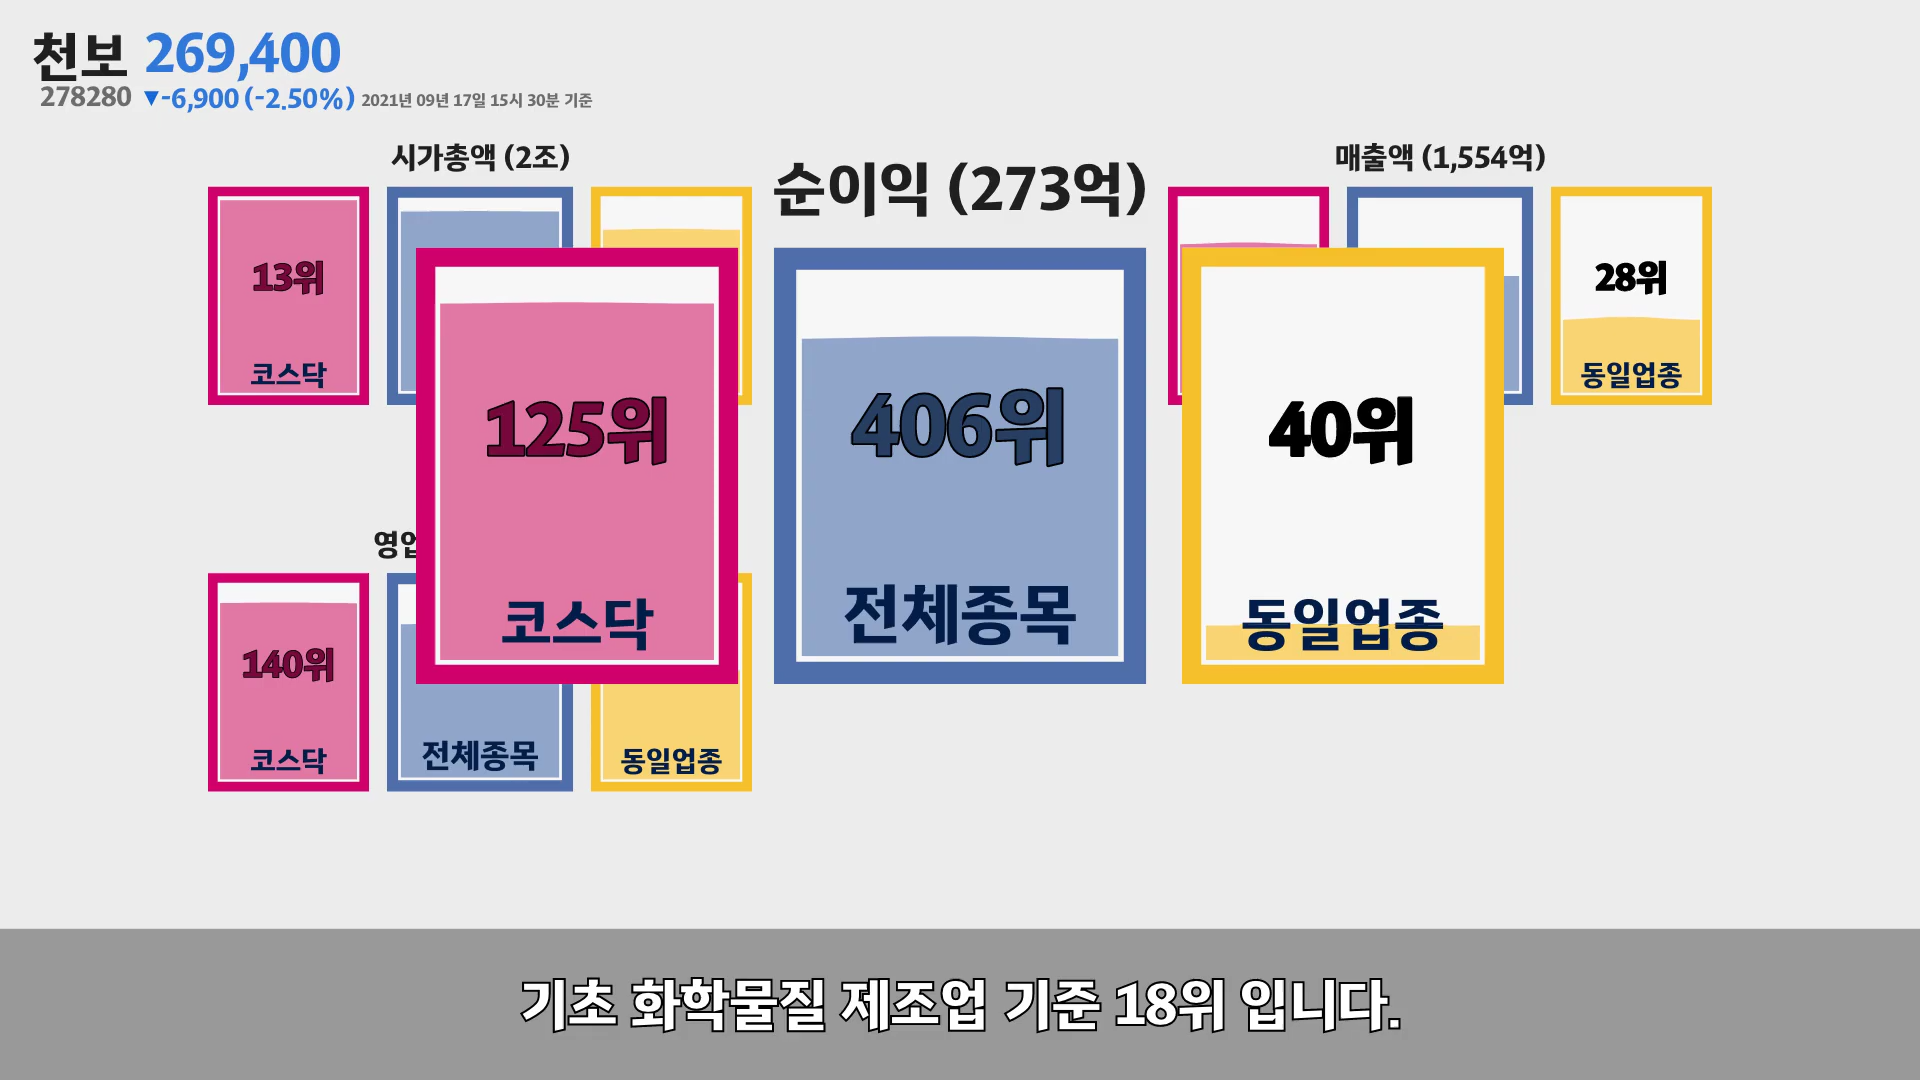 천보 269,400
278280 ▼-6,900 (-2.50%) 2021년 09년 17일 15시 30분 기준
시가총액 (2조)
순이익 (273억)
매출액 (1,554억)
13위
코스닥
28위
동일업종
125위
코스닥
406위
전체종목
40위
동일업종
140위
코스닥
전체종목
동일업종
기초 화학물질 제조업 기준 18위 입니다.